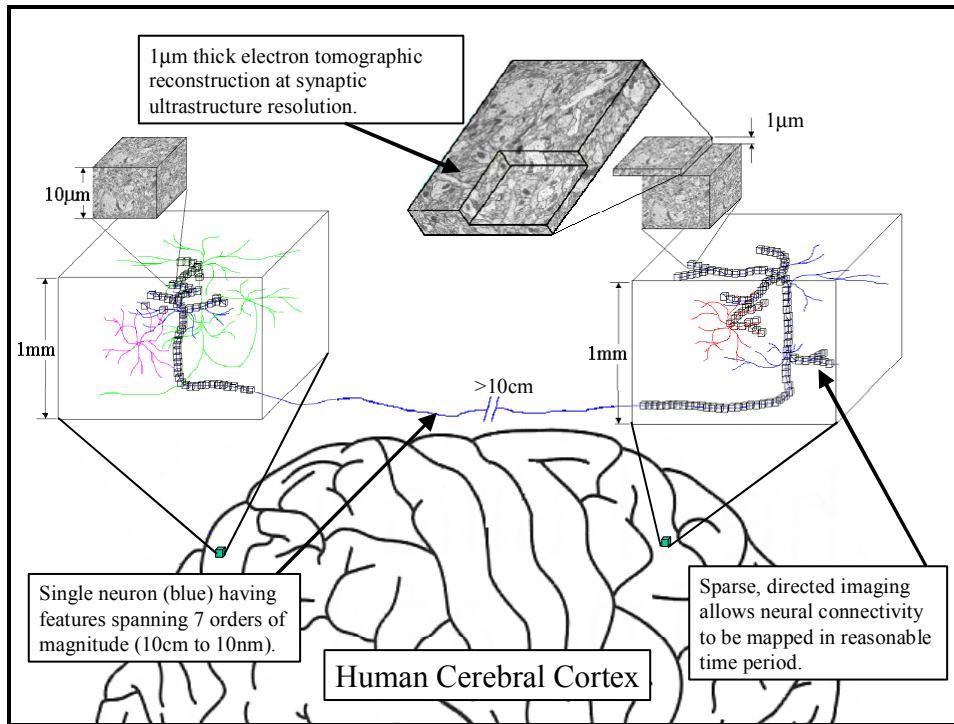 1μm thick electron tomographic
reconstruction at synaptic
ultrastructure resolution.
1μm
10μm
1mm
1mm
>10cm
Single neuron (blue) having
features spanning 7 orders of
magnitude (10cm to 10nm).
Sparse, directed imaging
allows neural connectivity
to be mapped in reasonable
time period.
Human Cerebral Cortex